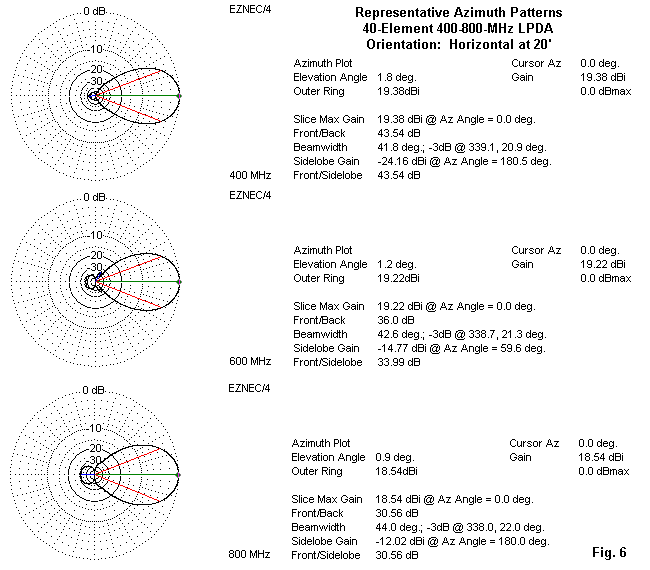 Representative Azimuth Patterns
40-Element 400-800-MHz LPDA
Orientation: Horizontal at 20'
0 dB
-10
-20
-30
EZNEC/4
400 MHz
Azimuth Plot Cursor Az 0.0 deg.
Elevation Angle 1.8 deg. Gain 19.38 dBi
Outer Ring 19.38dBi 0.0 dBmax
Slice Max Gain 19.38 dBi @ Az Angle = 0.0 deg.
Front/Back 43.54 dB
Beamwidth 41.8 deg.; -3dB @ 339.1, 20.9 deg.
Sidelobe Gain -24.16 dBi @ Az Angle = 180.5 deg.
Front/Sidelobe 43.54 dB
0 dB
-10
-20
-30
EZNEC/4
600 MHz
Azimuth Plot Cursor Az 0.0 deg.
Elevation Angle 1.2 deg. Gain 19.22 dBi
Outer Ring 19.22dBi 0.0 dBmax
Slice Max Gain 19.22 dBi @ Az Angle = 0.0 deg.
Front/Back 36.0 dB
Beamwidth 42.6 deg.; -3dB @ 338.7, 21.3 deg.
Sidelobe Gain -14.77 dBi @ Az Angle = 59.6 deg.
Front/Sidelobe 33.99 dB
0 dB
-10
-20
-30
EZNEC/4
800 MHz
Azimuth Plot Cursor Az 0.0 deg.
Elevation Angle 0.9 deg. Gain 18.54 dBi
Outer Ring 18.54dBi 0.0 dBmax
Slice Max Gain 18.54 dBi @ Az Angle = 0.0 deg.
Front/Back 30.56 dB
Beamwidth 44.0 deg.; -3dB @ 338.0, 22.0 deg.
Sidelobe Gain -12.02 dBi @ Az Angle = 180.0 deg.
Front/Sidelobe 30.56 dB
Fig. 6